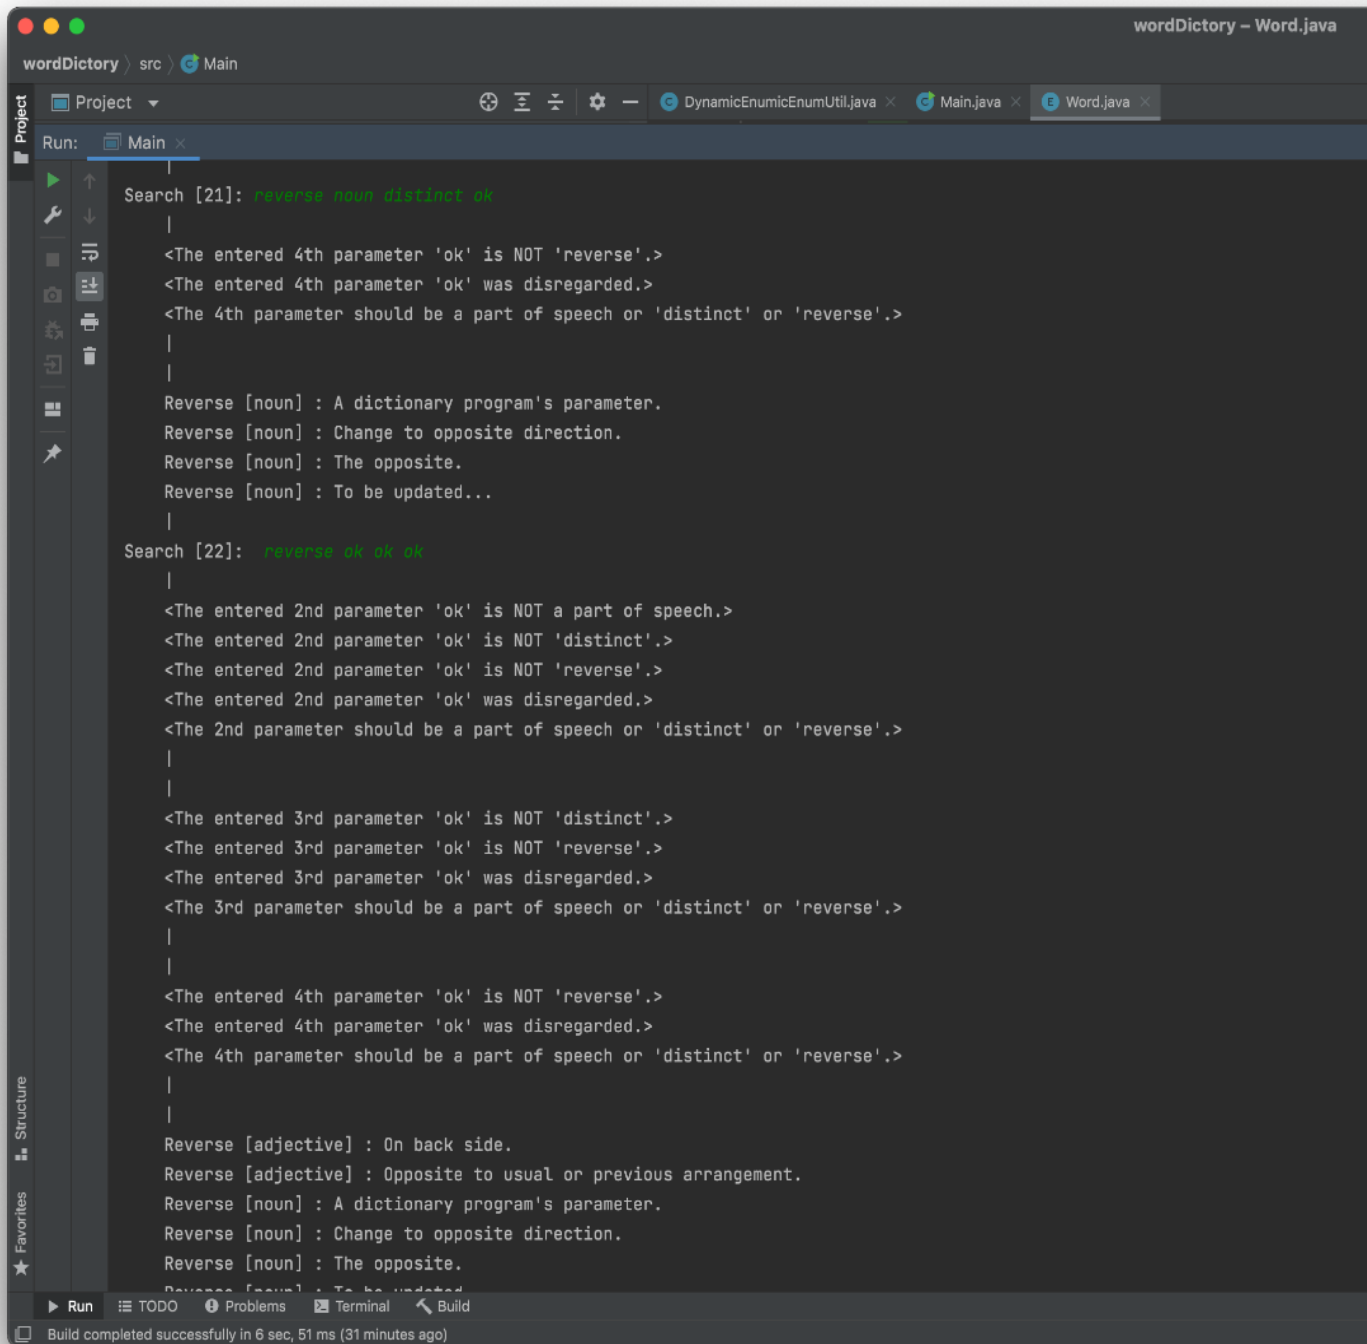 wordDictory – Word.java
wordDictory src Main
Project
Project DynamicEnumicEnumUtil.java Main.java Word.java
Run: Main
|
Search [21]: reverse noun distinct ok
|
<The entered 4th parameter 'ok' is NOT 'reverse'.>
<The entered 4th parameter 'ok' was disregarded.>
<The 4th parameter should be a part of speech or 'distinct' or 'reverse'.>
|
|
Reverse [noun] : A dictionary program's parameter.
Reverse [noun] : Change to opposite direction.
Reverse [noun] : The opposite.
Reverse [noun] : To be updated...
|
Search [22]:  reverse ok ok ok
|
<The entered 2nd parameter 'ok' is NOT a part of speech.>
<The entered 2nd parameter 'ok' is NOT 'distinct'.>
<The entered 2nd parameter 'ok' is NOT 'reverse'.>
<The entered 2nd parameter 'ok' was disregarded.>
<The 2nd parameter should be a part of speech or 'distinct' or 'reverse'.>
|
|
<The entered 3rd parameter 'ok' is NOT 'distinct'.>
<The entered 3rd parameter 'ok' is NOT 'reverse'.>
<The entered 3rd parameter 'ok' was disregarded.>
<The 3rd parameter should be a part of speech or 'distinct' or 'reverse'.>
|
|
<The entered 4th parameter 'ok' is NOT 'reverse'.>
<The entered 4th parameter 'ok' was disregarded.>
<The 4th parameter should be a part of speech or 'distinct' or 'reverse'.>
|
|
Reverse [adjective] : On back side.
Reverse [adjective] : Opposite to usual or previous arrangement.
Reverse [noun] : A dictionary program's parameter.
Reverse [noun] : Change to opposite direction.
Reverse [noun] : The opposite.
Reverse [noun] : To be updated
Structure
Favorites
Run TODO Problems Terminal Build
Build completed successfully in 6 sec, 51 ms (31 minutes ago)